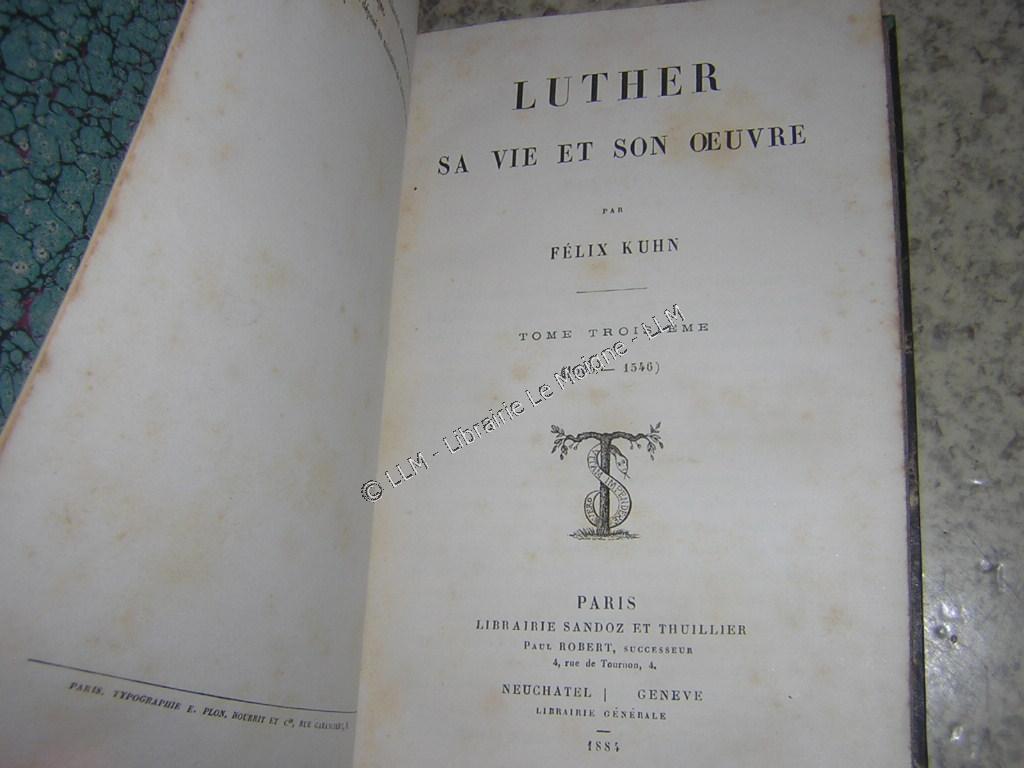 LUTHER
SA VIE ET SON ŒUVRE
PAR
FÉLIX KUHN
TOME TROISIÈME
1546)
© LLM - Librairie Le Moigne - LLM
PARIS
LIBRAIRIE SANDOZ ET THUILLIER
PAUL ROBERT, SUCCESSEUR
4, rue de Tournon, 4.
NEUCHATEL | GENEVE
LIBRAIRIE GÉNÉRALE
1884
PARIS. TYPOGRAPHIE E. PLON, NOURRIT ET Cie, RUE GARANCIÈRE, 8